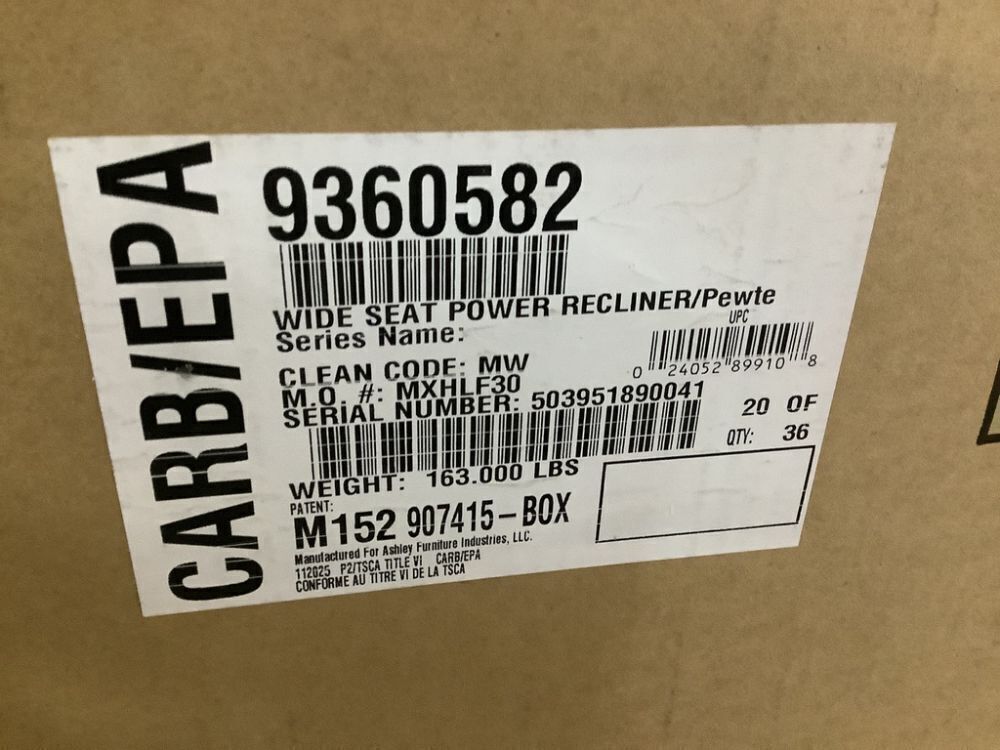 CARB/EPA
9360582
WIDE SEAT POWER RECLINER/Pewte
Series Name:
UPC
0 24052 89910 8
CLEAN CODE: MW
M.O. #: MXHLF30
SERIAL NUMBER: 503951890041
20 OF
QTY: 36
WEIGHT: 163.000 LBS
PATENT:
M152 907415-BOX
Manufactured For Ashley Furniture Industries, LLC.
112025 P2/TSCA TITLE VI CARB/EPA
CONFORME AU TITRE VI DE LA TSCA